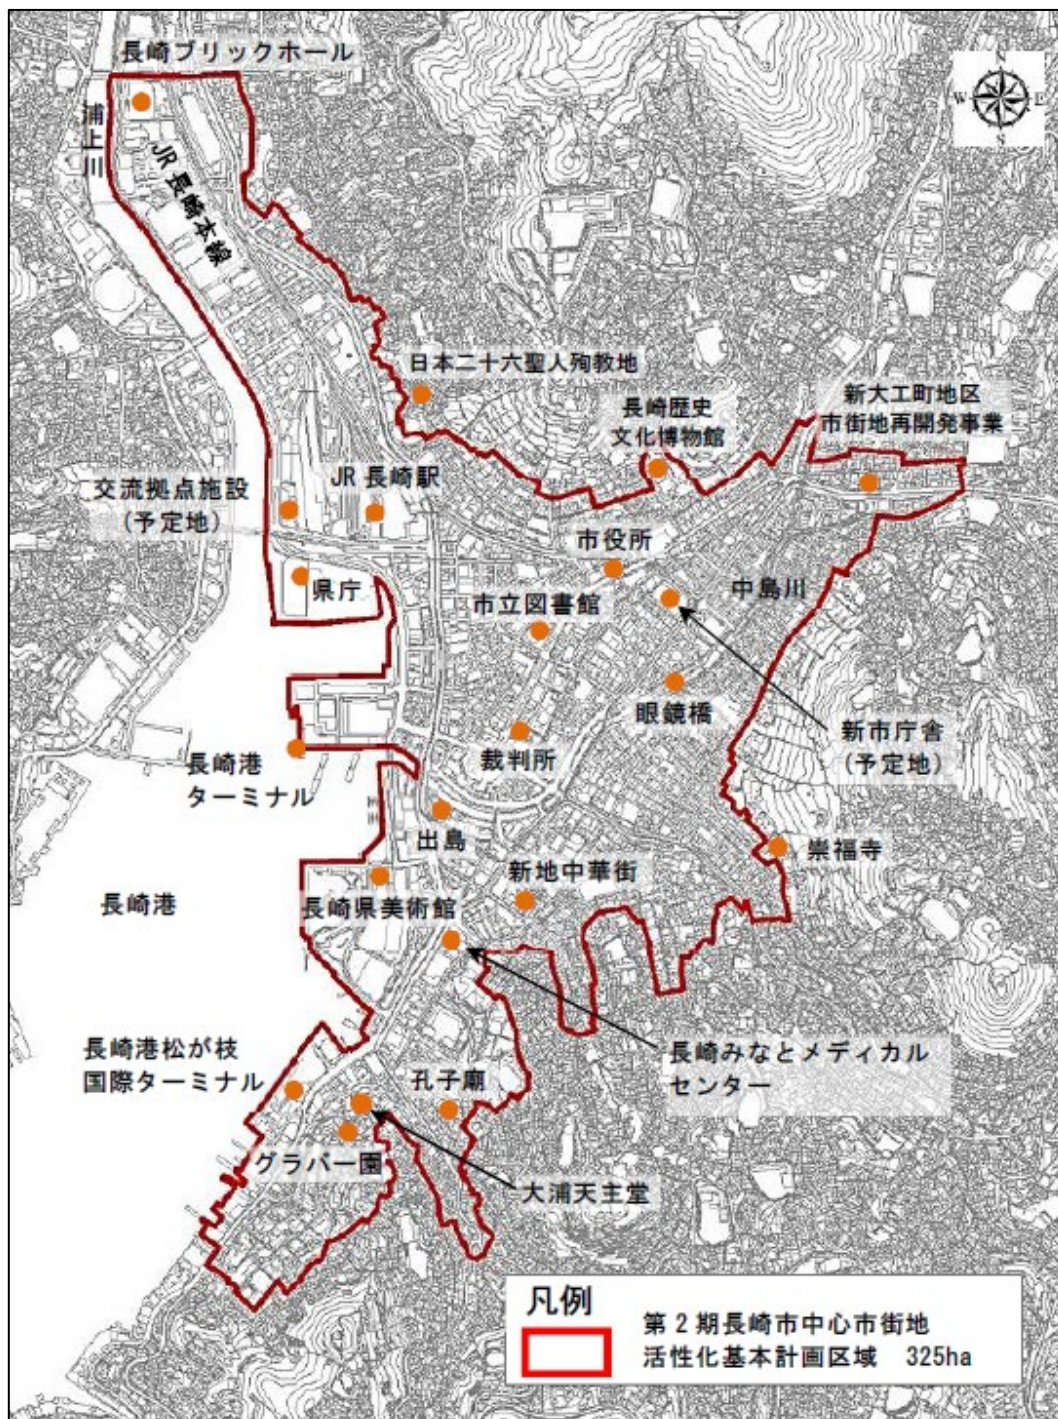 長崎ブリックホール
N
W
E
S
浦上川
JR 長崎本線
日本二十六聖人殉教地
長崎歴史
文化博物館
新大工町地区
市街地再開発事業
交流拠点施設
(予定地)
JR 長崎駅
市役所
県庁
市立図書館
中島川
眼鏡橋
新市庁舎
(予定地)
裁判所
長崎港
ターミナル
出島
崇福寺
新地中華街
長崎港
長崎県美術館
長崎港松が枝
国際ターミナル
孔子廟
長崎みなとメディカル
センター
グラバー園
大浦天主堂
凡例
第 2 期長崎市中心市街地
活性化基本計画区域 325ha